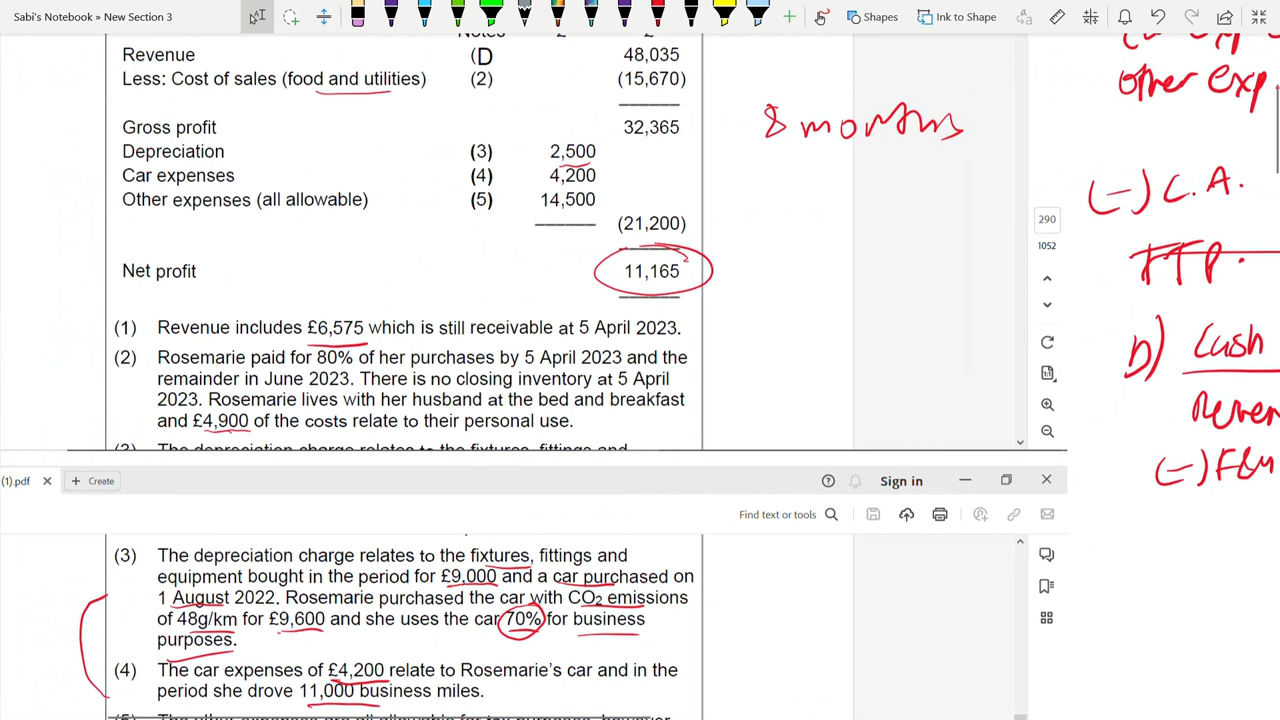 Sabi's Notebook » New Section 3
Shapes
Ink to Shape
Revenue (D 48,035
Less: Cost of sales (food and utilities) (2) (15,670)
Gross profit 32,365
Depreciation (3) 2,500
Car expenses (4) 4,200
Other expenses (all allowable) (5) 14,500
(21,200)
Net profit 11,165
(1) Revenue includes £6,575 which is still receivable at 5 April 2023.
(2) Rosemarie paid for 80% of her purchases by 5 April 2023 and the
remainder in June 2023. There is no closing inventory at 5 April
2023. Rosemarie lives with her husband at the bed and breakfast
and £4,900 of the costs relate to their personal use.
8 months
other exp
(-) C.A.
TTP.
D) Cash
(-) F&U
290
1052
(1).pdf
Create
Sign in
Find text or tools
(3) The depreciation charge relates to the fixtures, fittings and
equipment bought in the period for £9,000 and a car purchased on
1 August 2022. Rosemarie purchased the car with CO2 emissions
of 48g/km for £9,600 and she uses the car 70% for business
purposes.
(4) The car expenses of £4,200 relate to Rosemarie's car and in the
period she drove 11,000 business miles.